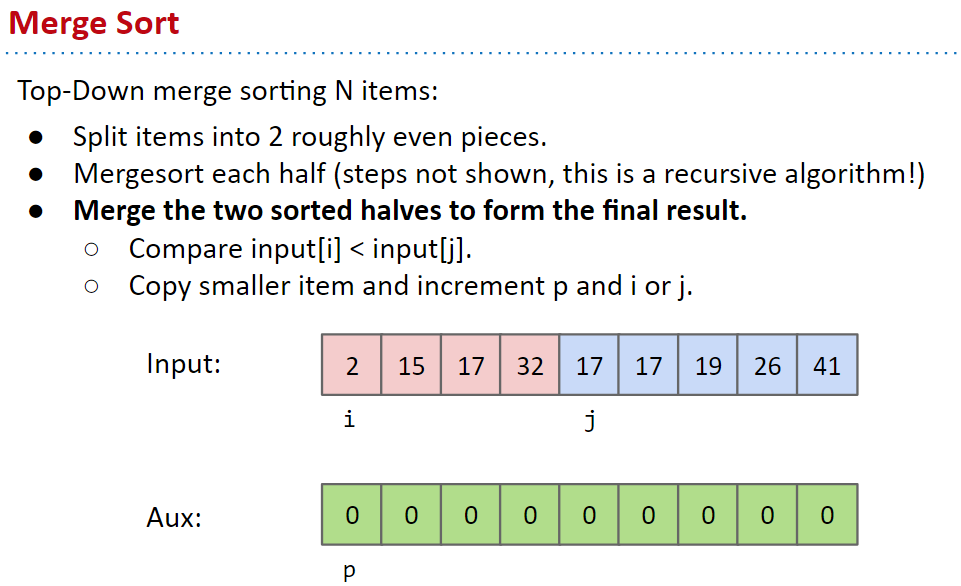 Merge Sort
Top-Down merge sorting N items:
● Split items into 2 roughly even pieces.
● Mergesort each half (steps not shown, this is a recursive algorithm!)
● Merge the two sorted halves to form the final result.
○ Compare input[i] < input[j].
○ Copy smaller item and increment p and i or j.
Input: 2 15 17 32 17 17 19 26 41
i j
Aux: 0 0 0 0 0 0 0 0 0
p